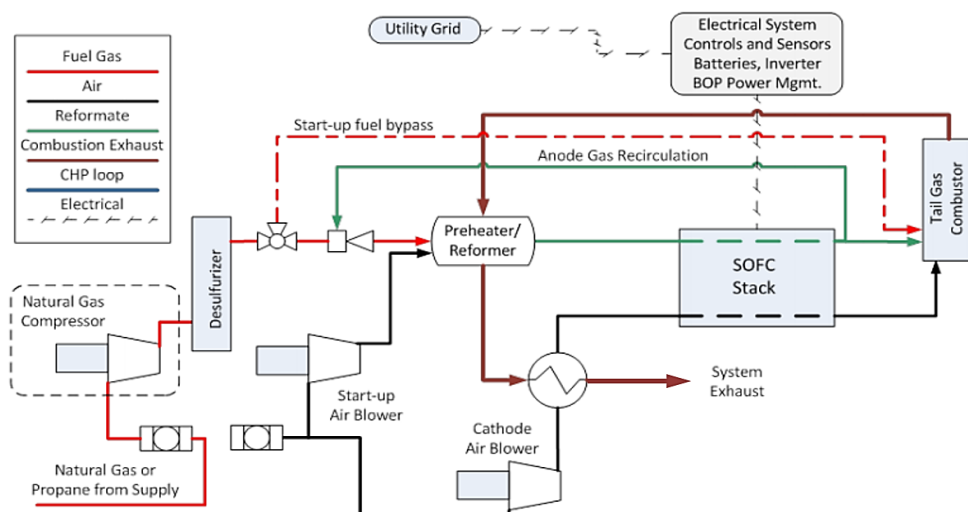 Fuel Gas
Air
Reformate
Combustion Exhaust
CHP loop
Electrical
Utility Grid
Electrical System
Controls and Sensors
Batteries, Inverter
BOP Power Mgmt.
Start-up fuel bypass
Anode Gas Recirculation
Tail Gas
Combustor
Preheater/
Reformer
SOFC
Stack
Desulfurizer
Natural Gas
Compressor
Start-up
Air Blower
System
Exhaust
Cathode
Air Blower
Natural Gas or
Propane from Supply